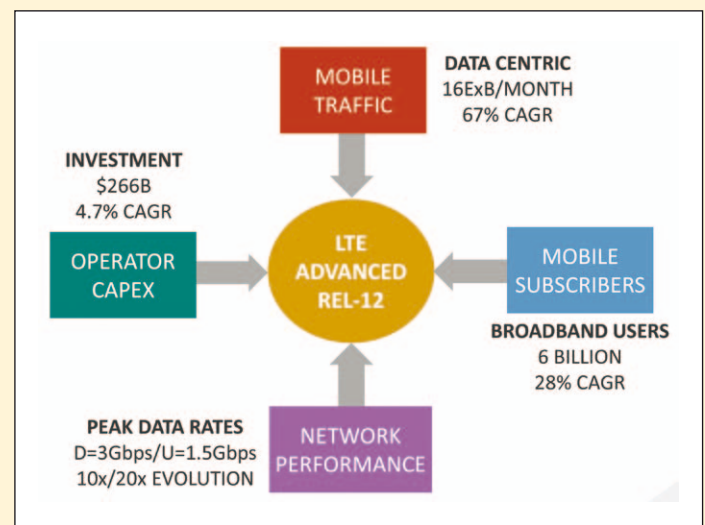 MOBILE
TRAFFIC
DATA CENTRIC
16ExB/MONTH
67% CAGR
INVESTMENT
$266B
4.7% CAGR
OPERATOR
CAPEX
LTE
ADVANCED
REL-12
MOBILE
SUBSCRIBERS
BROADBAND USERS
6 BILLION
28% CAGR
PEAK DATA RATES
D=3Gbps/U=1.5Gbps
10x/20x EVOLUTION
NETWORK
PERFORMANCE